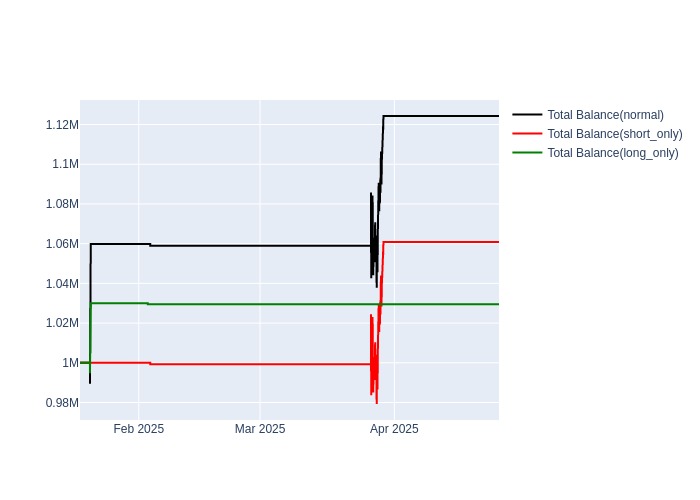 1.12M
1.1M
1.08M
1.06M
1.04M
1.02M
1M
0.98M
Feb 2025
Mar 2025
Apr 2025
Total Balance(normal)
Total Balance(short_only)
Total Balance(long_only)